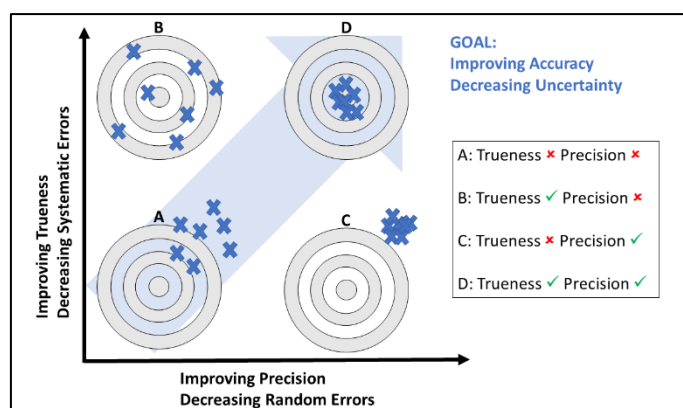 B
D
GOAL:
Improving Accuracy
Decreasing Uncertainty
A: Trueness ✘ Precision ✘
B: Trueness ✓ Precision ✘
C: Trueness ✘ Precision ✓
D: Trueness ✓ Precision ✓
A
C
Improving Trueness
Decreasing Systematic Errors
Improving Precision
Decreasing Random Errors